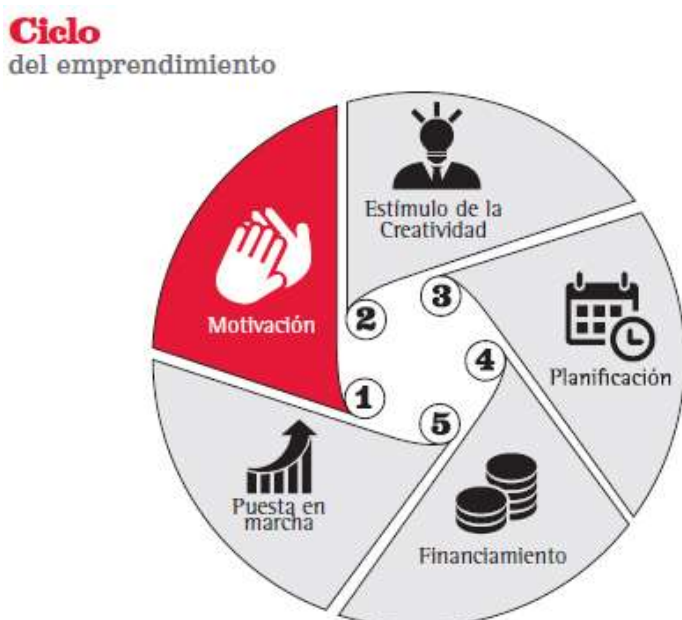 Ciclo
del emprendimiento
Estímulo de la
Creatividad
Motivación
2
3
Planificación
4
1
5
Puesta en
marcha
Financiamiento